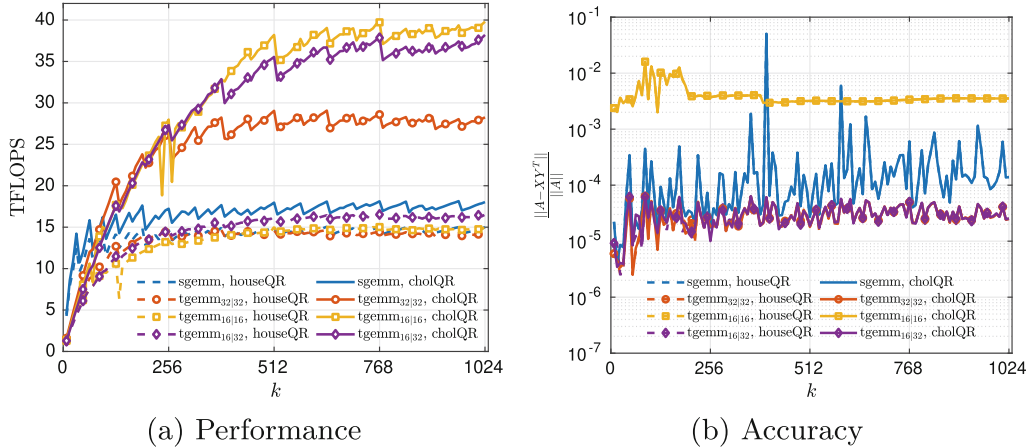 40
35
30
25
20
15
10
5
0
TFLOPS
sgemm, houseQR
tgemm32|32, houseQR
tgemm16|16, houseQR
tgemm16|32, houseQR
sgemm, cholQR
tgemm32|32, cholQR
tgemm16|16, cholQR
tgemm16|32, cholQR
0 256 512 768 1024
k
(a) Performance
10^-1
10^-2
10^-3
10^-4
10^-5
10^-6
10^-7
||A−XY^T||
||A||
sgemm, houseQR
tgemm32|32, houseQR
tgemm16|16, houseQR
tgemm16|32, houseQR
sgemm, cholQR
tgemm32|32, cholQR
tgemm16|16, cholQR
tgemm16|32, cholQR
0 256 512 768 1024
k
(b) Accuracy